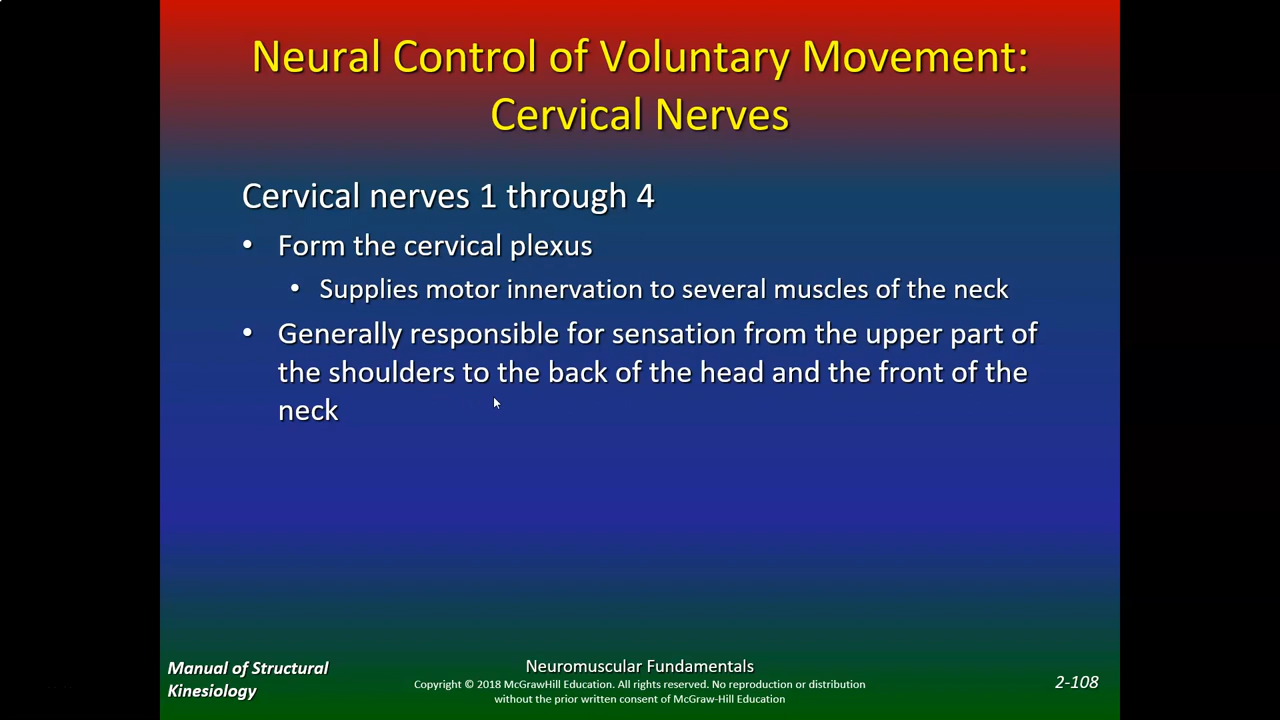 Neural Control of Voluntary Movement:
Cervical Nerves
Cervical nerves 1 through 4
• Form the cervical plexus
• Supplies motor innervation to several muscles of the neck
• Generally responsible for sensation from the upper part of
the shoulders to the back of the head and the front of the
neck
Manual of Structural
Kinesiology
Neuromuscular Fundamentals
Copyright © 2018 McGrawHill Education. All rights reserved. No reproduction or distribution
without the prior written consent of McGraw-Hill Education
2-108